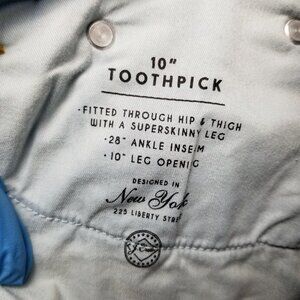 10"
TOOTHPICK
·FITTED THROUGH HIP & THIGH
WITH A SUPERSKINNY LEG
·28" ANKLE INSEAM
·10" LEG OPENING
DESIGNED IN
New York
225 LIBERTY STREET